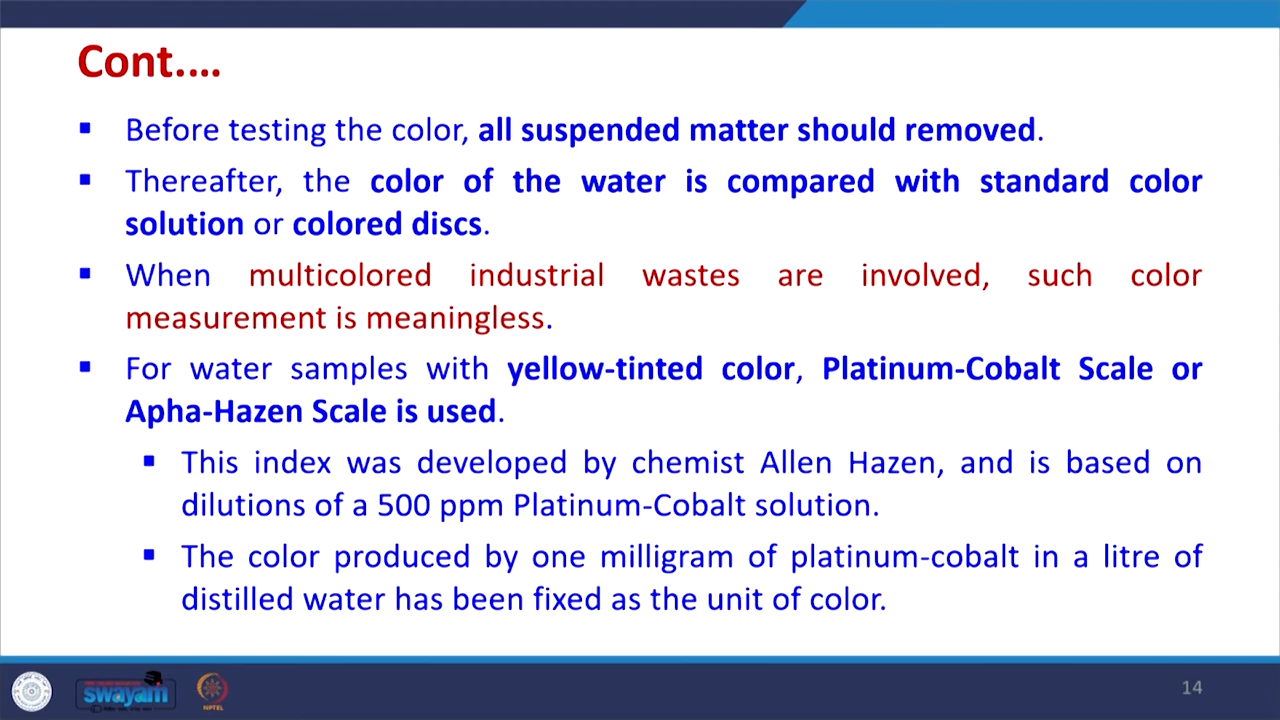 Cont....
▪ Before testing the color, all suspended matter should removed.
▪ Thereafter, the color of the water is compared with standard color
solution or colored discs.
▪ When multicolored industrial wastes are involved, such color
measurement is meaningless.
▪ For water samples with yellow-tinted color, Platinum-Cobalt Scale or
Apha-Hazen Scale is used.
▪ This index was developed by chemist Allen Hazen, and is based on
dilutions of a 500 ppm Platinum-Cobalt solution.
▪ The color produced by one milligram of platinum-cobalt in a litre of
distilled water has been fixed as the unit of color.
swayam
NPTEL
14